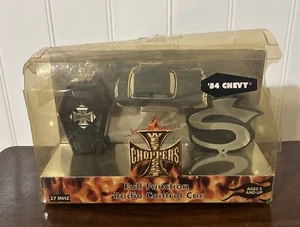 '54 CHEVY
CHOPPERS
Full Function
Radio Control Car
27 MHZ
AGES 8
AND UP